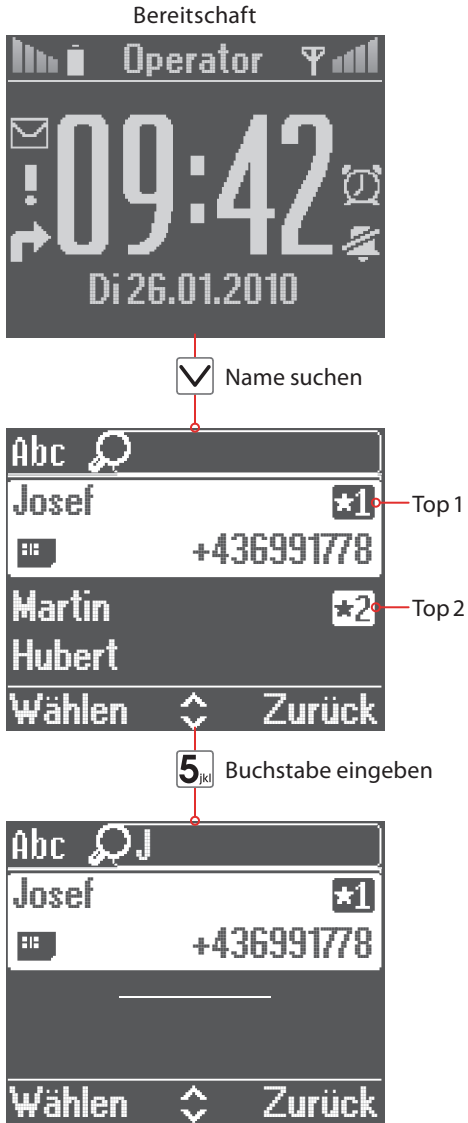 Bereitschaft
Operator
09:42
Di 26.01.2010
Name suchen
Abc
Josef ★1 Top 1
+436991778
Martin ★2 Top 2
Hubert
Wählen Zurück
5 jkl Buchstabe eingeben
Abc J
Josef ★1
+436991778
Wählen Zurück